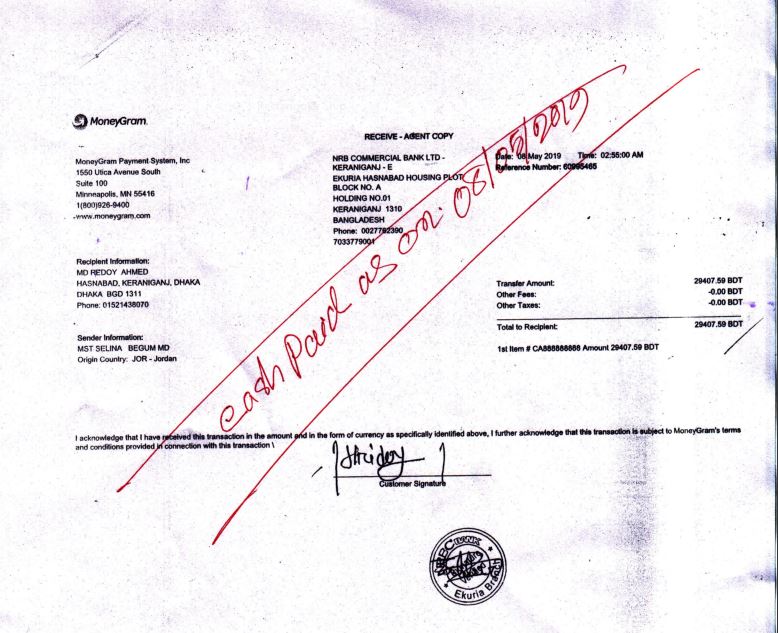 MoneyGram.
RECEIVE - AGENT COPY
MoneyGram Payment System, Inc
1550 Utica Avenue South
Suite 100
Minneapolis, MN 55416
1(800)926-9400
www.moneygram.com
NRB COMMERCIAL BANK LTD -
KERANIGANJ - E
EKURIA HASNABAD HOUSING PLOT
BLOCK NO. A
HOLDING NO.01
KERANIGANJ 1310
BANGLADESH
Phone: 0027762390
7033779001
Date: 08 May 2019 Time: 02:55:00 AM
Reference Number: 60995465
Recipient Information:
MD REDOY AHMED
HASNABAD, KERANIGANJ, DHAKA
DHAKA BGD 1311
Phone: 01521438070
Transfer Amount: 29407.59 BDT
Other Fees: -0.00 BDT
Other Taxes: -0.00 BDT
Total to Recipient: 29407.59 BDT
1st Item # CA888888888 Amount 29407.59 BDT
Sender Information:
MST SELINA BEGUM MD
Origin Country: JOR - Jordan
cash Paid as on: 08/05/2019
I acknowledge that I have received this transaction in the amount and in the form of currency as specifically identified above, I further acknowledge that this transaction is subject to MoneyGram's terms
and conditions provided in connection with this transaction \
Hridoy
Customer Signature
NRBC BANK
Ekuria Branch